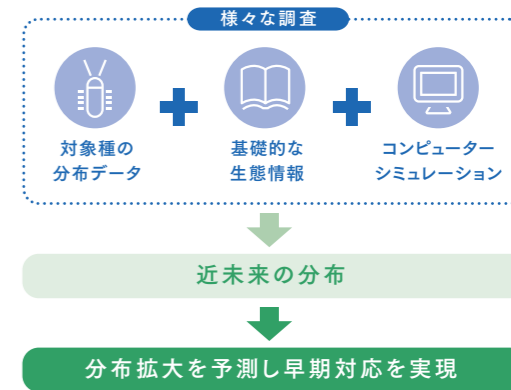 様々な調査
対象種の
分布データ
基礎的な
生態情報
コンピューター
シミュレーション
近未来の分布
分布拡大を予測し早期対応を実現